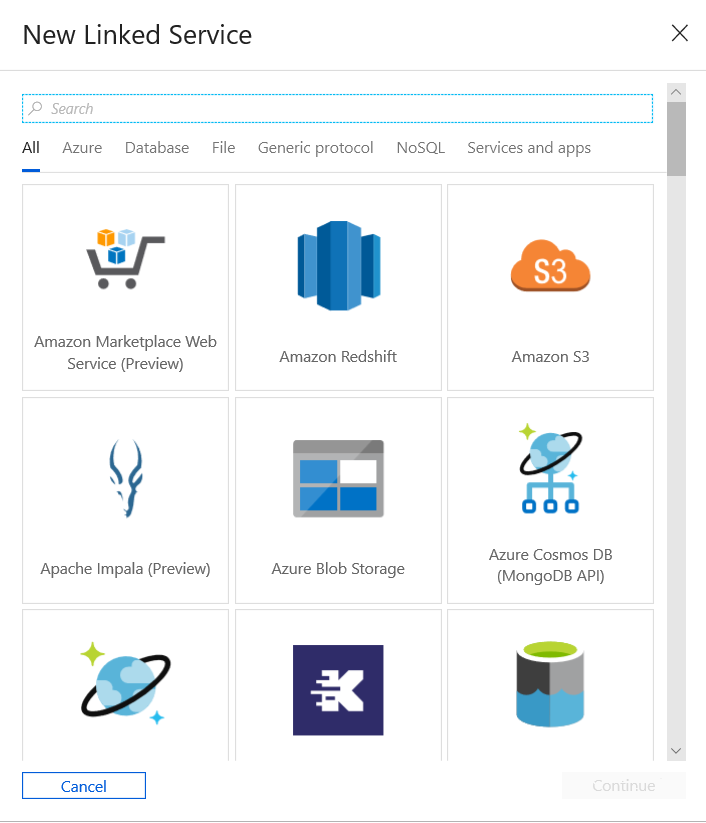 New Linked Service
Search
All Azure Database File Generic protocol NoSQL Services and apps
Amazon Marketplace Web
Service (Preview)
Amazon Redshift
S3
Amazon S3
Apache Impala (Preview)
Azure Blob Storage
Azure Cosmos DB
(MongoDB API)
K
Cancel
Continue